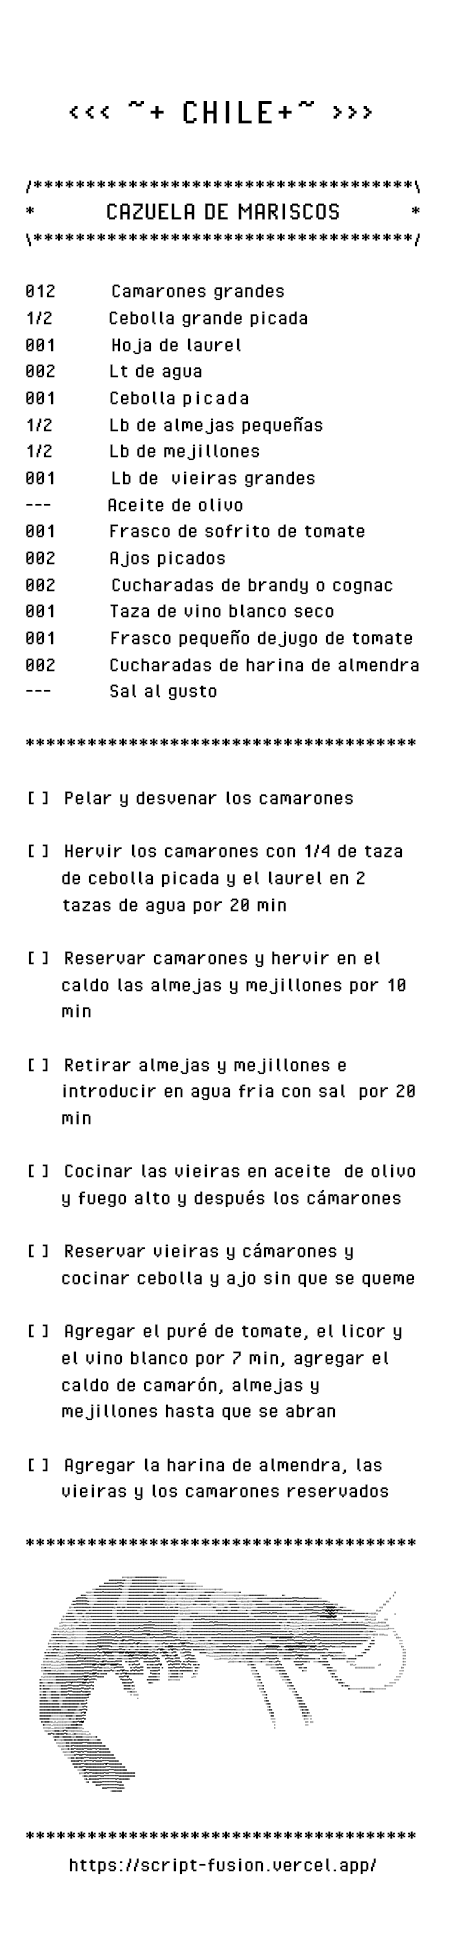 <<< ~+ CHILE+~ >>>
/************************************\
* CAZUELA DE MARISCOS *
\************************************/
012 Camarones grandes
1/2 Cebolla grande picada
001 Hoja de laurel
002 Lt de agua
001 Cebolla picada
1/2 Lb de almejas pequeñas
1/2 Lb de mejillones
001 Lb de vieiras grandes
--- Aceite de olivo
001 Frasco de sofrito de tomate
002 Ajos picados
002 Cucharadas de brandy o cognac
001 Taza de vino blanco seco
001 Frasco pequeño de jugo de tomate
002 Cucharadas de harina de almendra
--- Sal al gusto
**************************************
[ ] Pelar y desvenar los camarones
[ ] Hervir los camarones con 1/4 de taza
de cebolla picada y el laurel en 2
tazas de agua por 20 min
[ ] Reservar camarones y hervir en el
caldo las almejas y mejillones por 10
min
[ ] Retirar almejas y mejillones e
introducir en agua fria con sal por 20
min
[ ] Cocinar las vieiras en aceite de olivo
y fuego alto y después los cámarones
[ ] Reservar vieiras y cámarones y
cocinar cebolla y ajo sin que se queme
[ ] Agregar el puré de tomate, el licor y
el vino blanco por 7 min, agregar el
caldo de camarón, almejas y
mejillones hasta que se abran
[ ] Agregar la harina de almendra, las
vieiras y los camarones reservados
**************************************
**************************************
https://script-fusion.vercel.app/